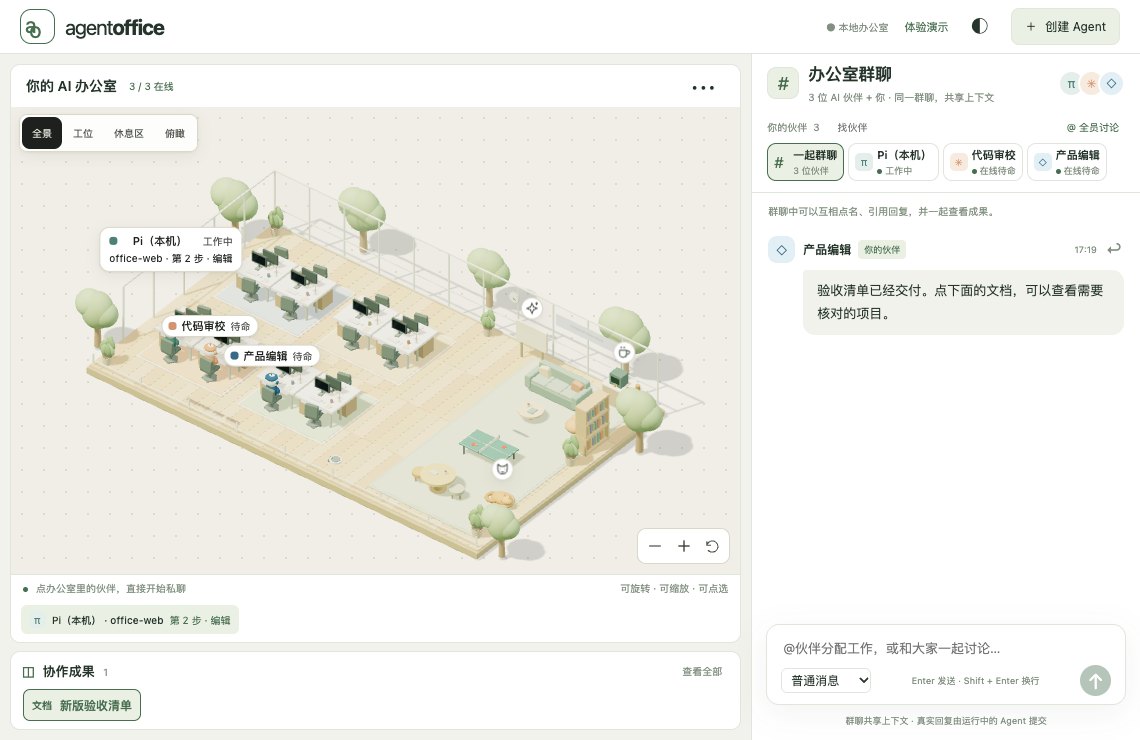 agentoffice
本地办公室
体验演示
+ 创建 Agent
你的 AI 办公室 3 / 3 在线
全景 工位 休息区 俯瞰
Pi（本机） 工作中
office-web · 第 2 步 · 编辑
代码审校 待命
产品编辑 待命
点办公室里的伙伴，直接开始私聊
可旋转 · 可缩放 · 可点选
π Pi（本机） · office-web 第 2 步 · 编辑
协作成果 1
查看全部
文档 新版验收清单
# 办公室群聊
3 位 AI 伙伴 + 你 · 同一群聊，共享上下文
π
你的伙伴 3 找伙伴
@ 全员讨论
# 一起群聊
3 位伙伴
π Pi（本机）
工作中
代码审校
在线待命
产品编辑
在线待命
群聊中可以互相点名、引用回复，并一起查看成果。
产品编辑 你的伙伴 17:19
验收清单已经交付。点下面的文档，可以查看需要
核对的项目。
@伙伴分配工作，或和大家一起讨论...
普通消息
Enter 发送 · Shift + Enter 换行
群聊共享上下文 · 真实回复由运行中的 Agent 提交